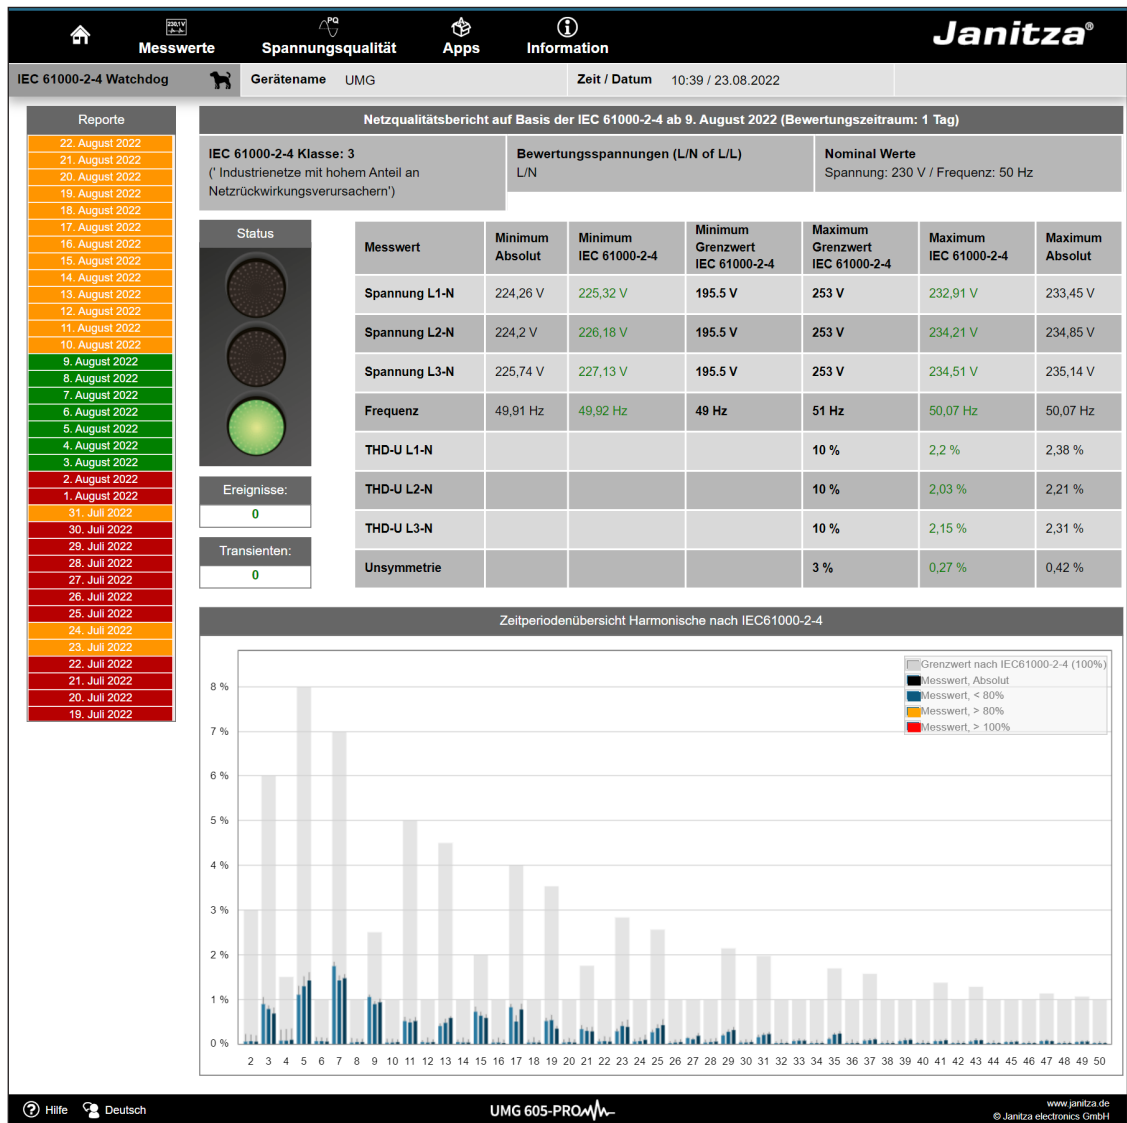 230,1 V
PQ
Messwerte
Spannungsqualität
Apps
Information
Janitza®
IEC 61000-2-4 Watchdog
Gerätename UMG
Zeit / Datum 10:39 / 23.08.2022
Reporte
22. August 2022
21. August 2022
20. August 2022
19. August 2022
18. August 2022
17. August 2022
16. August 2022
15. August 2022
14. August 2022
13. August 2022
12. August 2022
11. August 2022
10. August 2022
9. August 2022
8. August 2022
7. August 2022
6. August 2022
5. August 2022
4. August 2022
3. August 2022
2. August 2022
1. August 2022
31. Juli 2022
30. Juli 2022
29. Juli 2022
28. Juli 2022
27. Juli 2022
26. Juli 2022
25. Juli 2022
24. Juli 2022
23. Juli 2022
22. Juli 2022
21. Juli 2022
20. Juli 2022
19. Juli 2022
Netzqualitätsbericht auf Basis der IEC 61000-2-4 ab 9. August 2022 (Bewertungszeitraum: 1 Tag)
IEC 61000-2-4 Klasse: 3
(' Industrienetze mit hohem Anteil an
Netzrückwirkungsverursachern')
Bewertungsspannungen (L/N of L/L)
L/N
Nominal Werte
Spannung: 230 V / Frequenz: 50 Hz
Status
Ereignisse:
0
Transienten:
0
Messwert
Minimum
Absolut
Minimum
IEC 61000-2-4
Minimum
Grenzwert
IEC 61000-2-4
Maximum
Grenzwert
IEC 61000-2-4
Maximum
IEC 61000-2-4
Maximum
Absolut
Spannung L1-N 224,26 V 225,32 V 195.5 V 253 V 232,91 V 233,45 V
Spannung L2-N 224,2 V 226,18 V 195.5 V 253 V 234,21 V 234,85 V
Spannung L3-N 225,74 V 227,13 V 195.5 V 253 V 234,51 V 235,14 V
Frequenz 49,91 Hz 49,92 Hz 49 Hz 51 Hz 50,07 Hz 50,07 Hz
THD-U L1-N 10 % 2,2 % 2,38 %
THD-U L2-N 10 % 2,03 % 2,21 %
THD-U L3-N 10 % 2,15 % 2,31 %
Unsymmetrie 3 % 0,27 % 0,42 %
Zeitperiodenübersicht Harmonische nach IEC61000-2-4
Grenzwert nach IEC61000-2-4 (100%)
Messwert, Absolut
Messwert, < 80%
Messwert, > 80%
Messwert, > 100%
8 %
7 %
6 %
5 %
4 %
3 %
2 %
1 %
0 %
2 3 4 5 6 7 8 9 10 11 12 13 14 15 16 17 18 19 20 21 22 23 24 25 26 27 28 29 30 31 32 33 34 35 36 37 38 39 40 41 42 43 44 45 46 47 48 49 50
Hilfe
Deutsch
UMG 605-PRO
www.janitza.de
© Janitza electronics GmbH